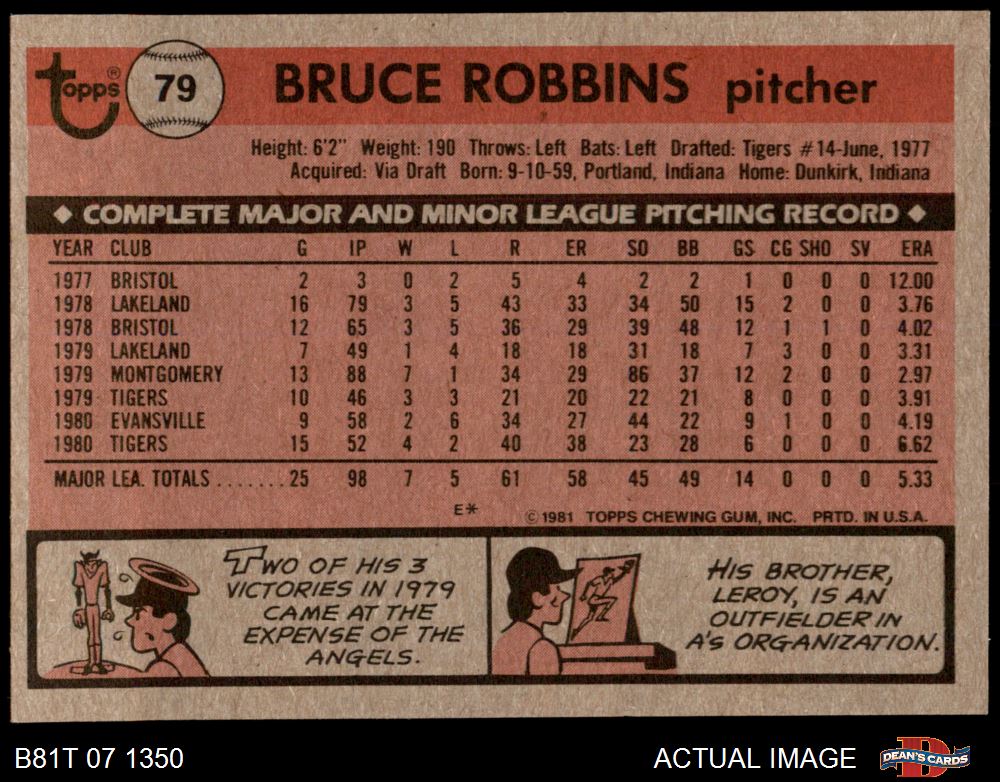 topps® 79 BRUCE ROBBINS pitcher
Height: 6'2" Weight: 190 Throws: Left Bats: Left Drafted: Tigers #14-June, 1977
Acquired: Via Draft Born: 9-10-59, Portland, Indiana Home: Dunkirk, Indiana
◆ COMPLETE MAJOR AND MINOR LEAGUE PITCHING RECORD ◆
YEAR CLUB G IP W L R ER SO BB GS CG SHO SV ERA
1977 BRISTOL 2 3 0 2 5 4 2 2 1 0 0 0 12.00
1978 LAKELAND 16 79 3 5 43 33 34 50 15 2 0 0 3.76
1978 BRISTOL 12 65 3 5 36 29 39 48 12 1 1 0 4.02
1979 LAKELAND 7 49 1 4 18 18 31 18 7 3 0 0 3.31
1979 MONTGOMERY 13 88 7 1 34 29 86 37 12 2 0 0 2.97
1979 TIGERS 10 46 3 3 21 20 22 21 8 0 0 0 3.91
1980 EVANSVILLE 9 58 2 6 34 27 44 22 9 1 0 0 4.19
1980 TIGERS 15 52 4 2 40 38 23 28 6 0 0 0 6.62
MAJOR LEA. TOTALS ....... 25 98 7 5 61 58 45 49 14 0 0 0 5.33
E* © 1981 TOPPS CHEWING GUM, INC. PRTD. IN U.S.A.
TWO OF HIS 3
VICTORIES IN 1979
CAME AT THE
EXPENSE OF THE
ANGELS.
HIS BROTHER,
LEROY, IS AN
OUTFIELDER IN
A'S ORGANIZATION.
B81T 07 1350 ACTUAL IMAGE DEAN'S CARDS